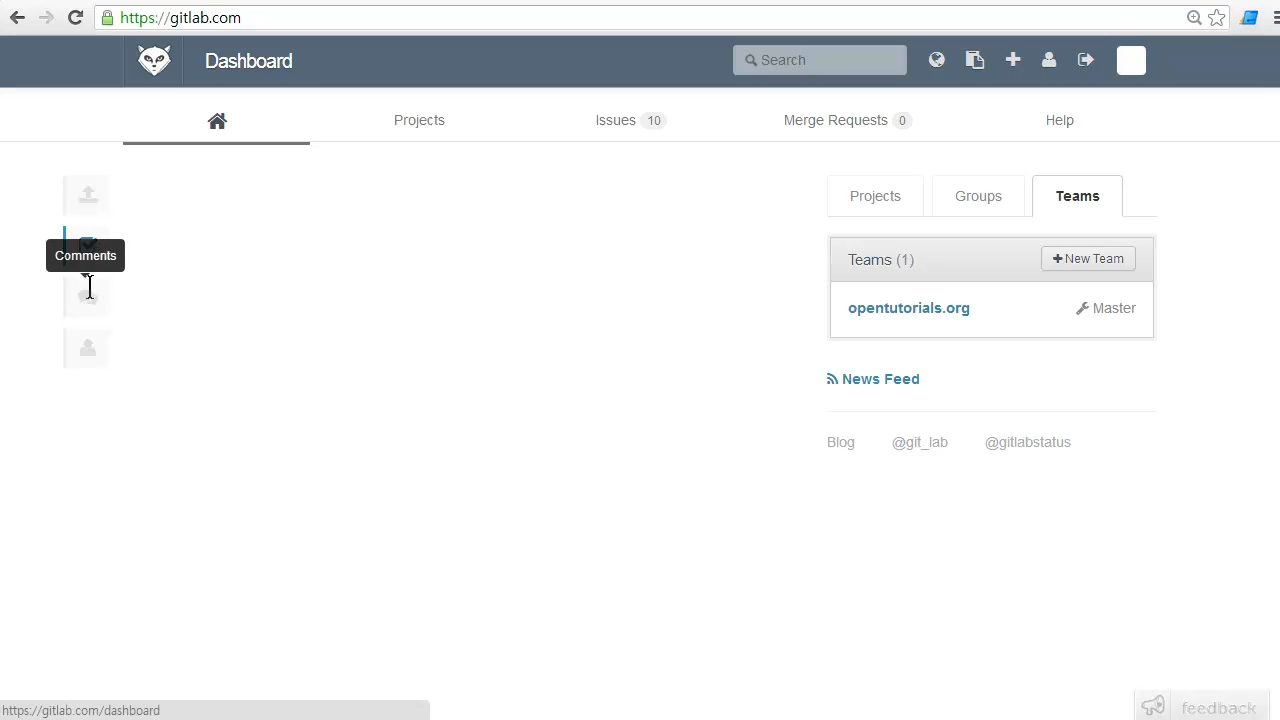 https://gitlab.com
Dashboard
Search
Projects
Issues 10
Merge Requests 0
Help
Comments
Projects
Groups
Teams
Teams (1)
New Team
opentutorials.org
Master
News Feed
Blog
@git_lab
@gitlabstatus
https://gitlab.com/dashboard
feedback